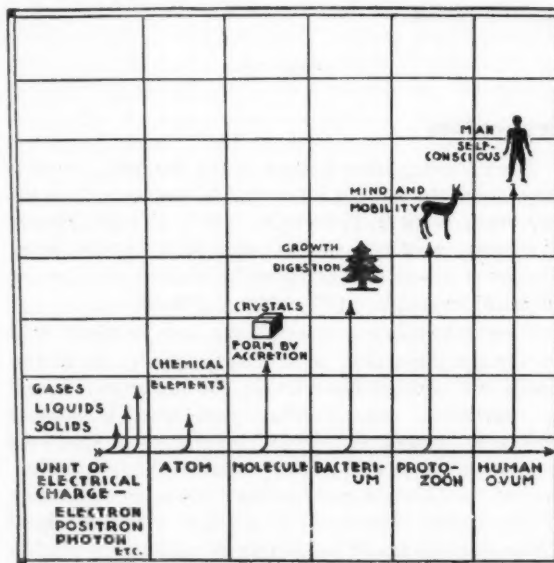 MAN
SELF-
CONSCIOUS
MIND AND
MOBILITY
GROWTH
DIGESTION
CRYSTALS
FORM BY
ACCRETION
CHEMICAL
ELEMENTS
GASES
LIQUIDS
SOLIDS
UNIT OF
ELECTRICAL
CHARGE —
ELECTRON
POSITRON
PHOTON
ETC.
ATOM
MOLECULE
BACTERI-
UM
PROTO-
ZOÖN
HUMAN
OVUM